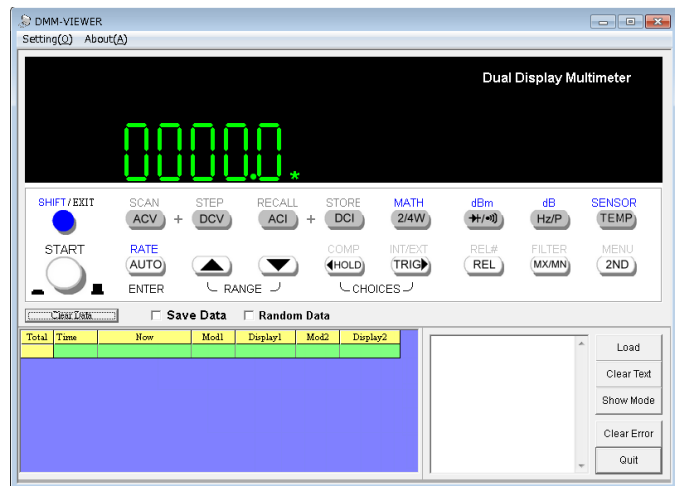 DMM-VIEWER
Setting(O) About(A)
Dual Display Multimeter
0000.0*
SHIFT/EXIT SCAN STEP RECALL STORE MATH dBm dB SENSOR
ACV + DCV ACI + DCI 2/4W Hz/P TEMP
START RATE COMP INT/EXT REL# FILTER MENU
AUTO HOLD TRIG REL MX/MN 2ND
ENTER RANGE CHOICES
Clear Data Save Data Random Data
Total Time Now Mod1 Display1 Mod2 Display2
Load
Clear Text
Show Mode
Clear Error
Quit